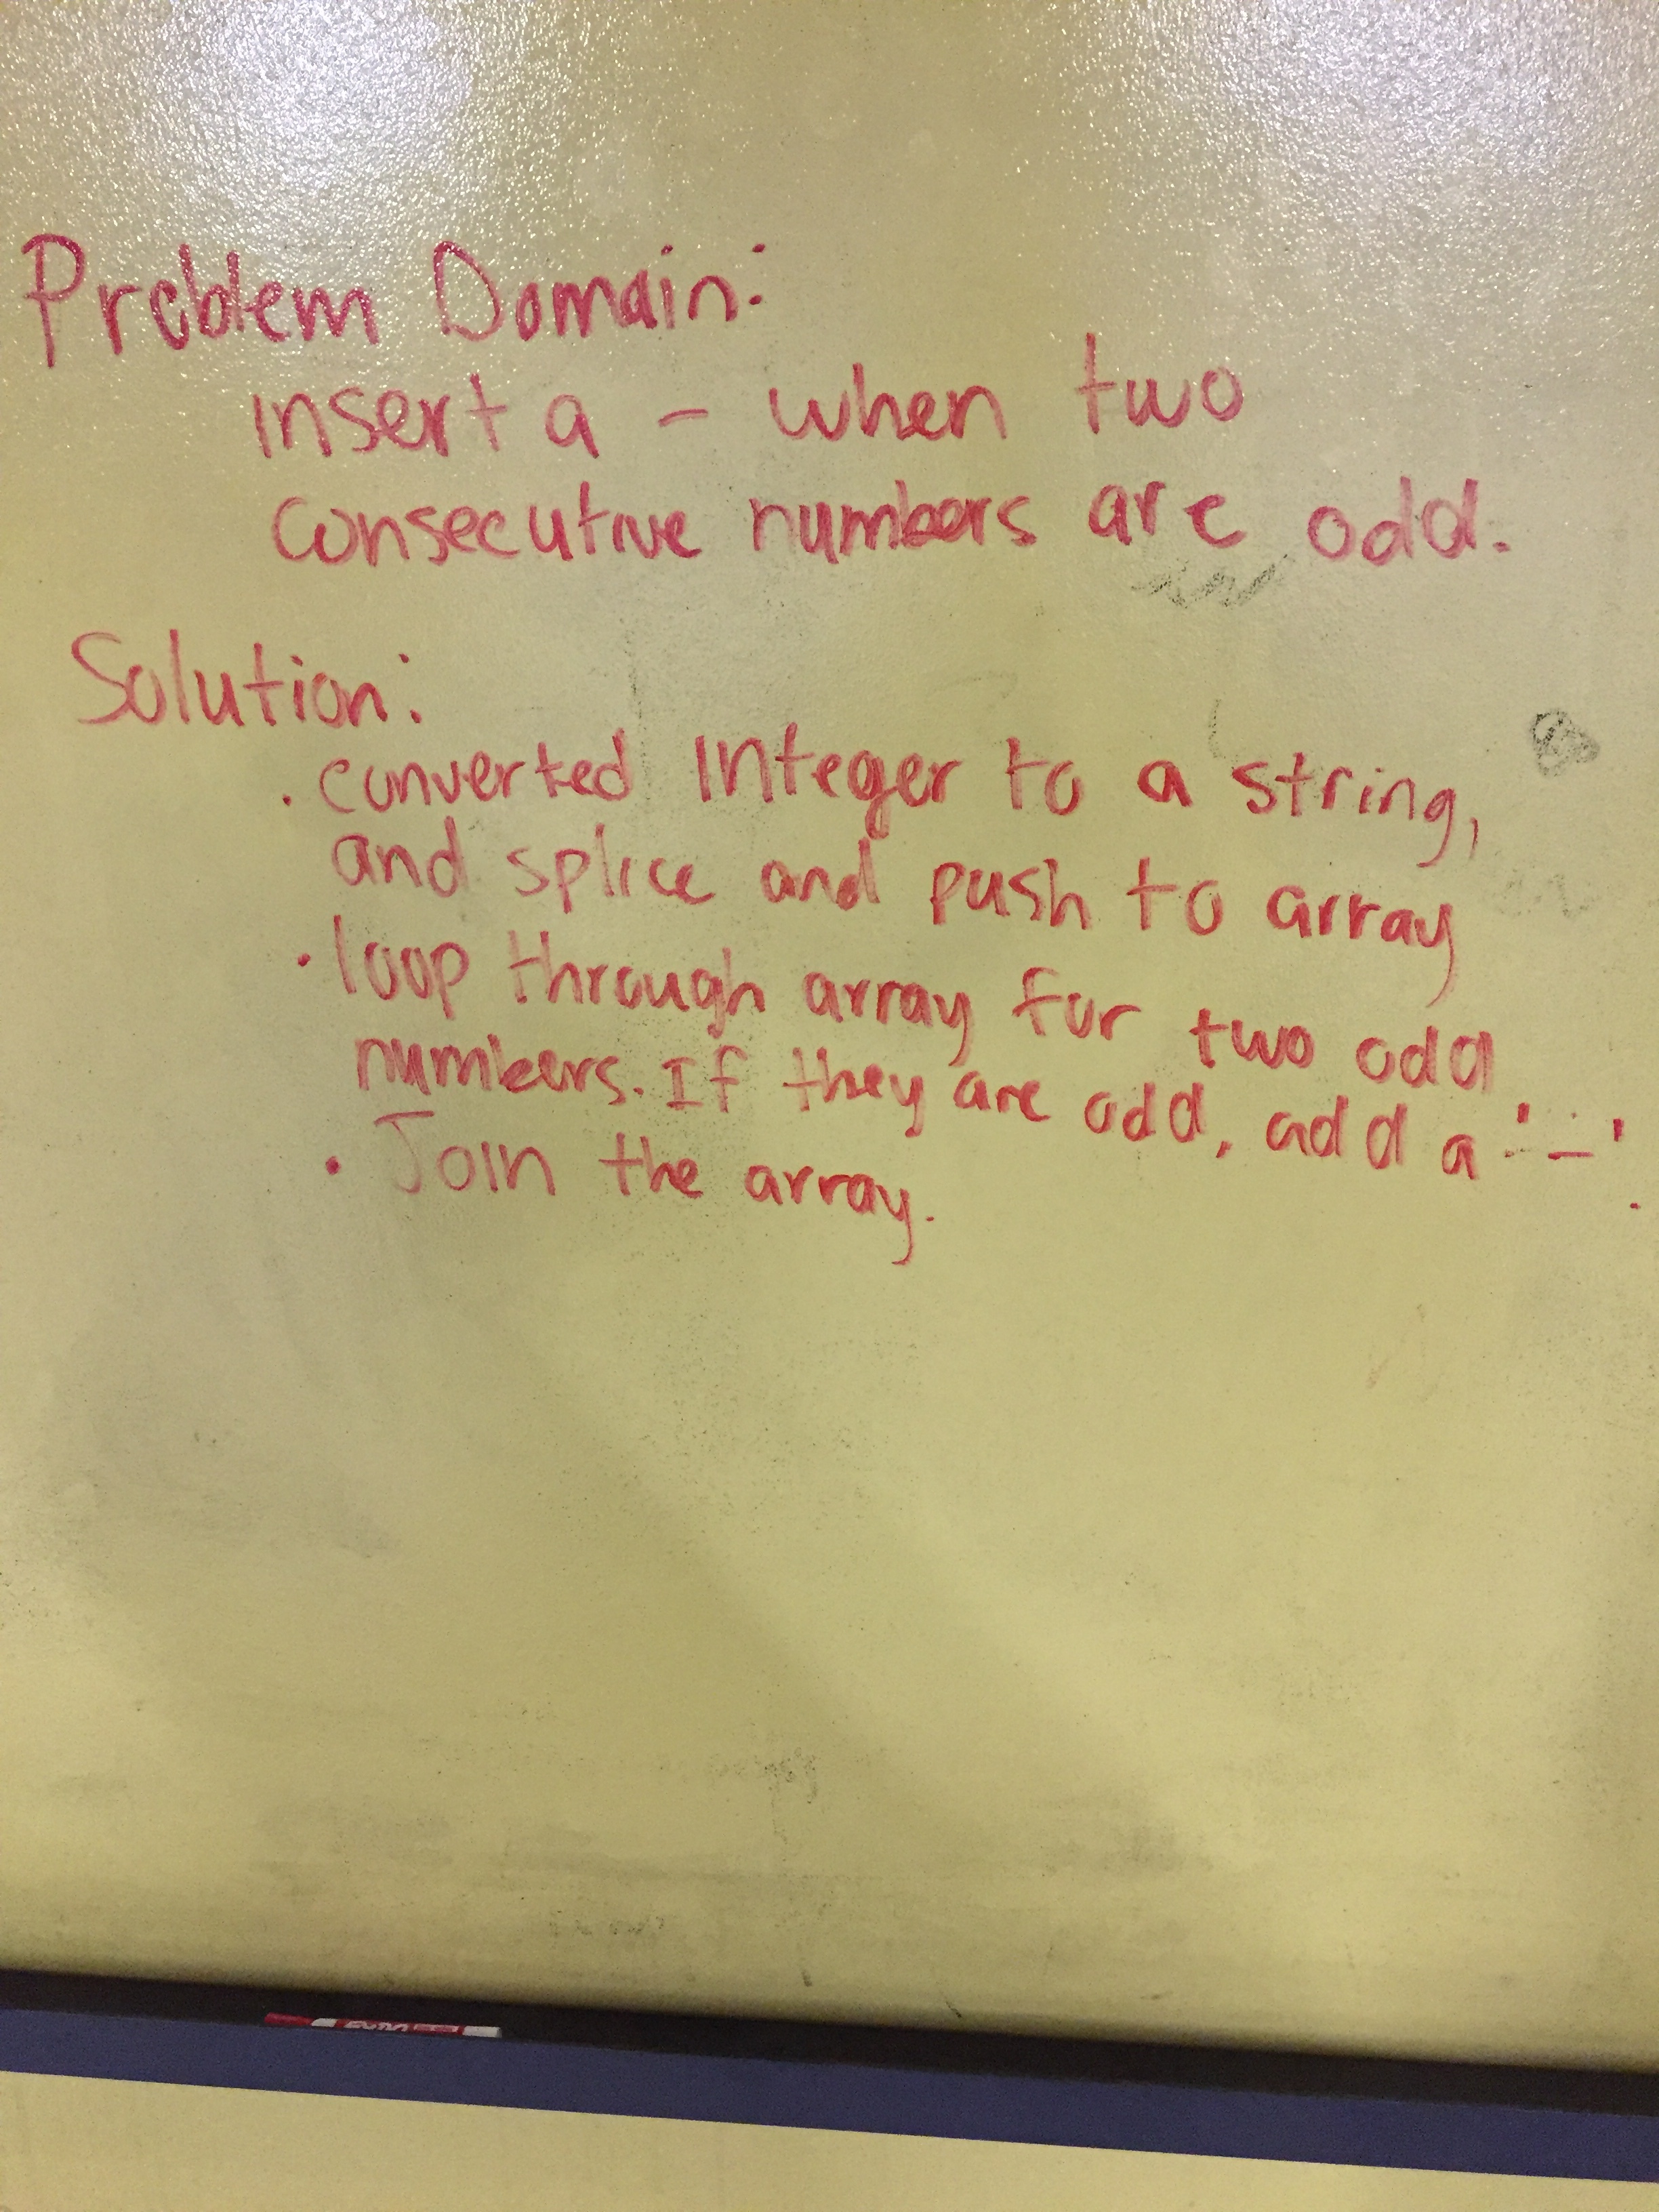 Problem Domain:
insert a - when two
consecutive numbers are odd.
Solution:
. converted Integer to a string,
and splice and push to array
• loop through array for two odd
numbers. If they are odd, add a '-'.
• Join the array.